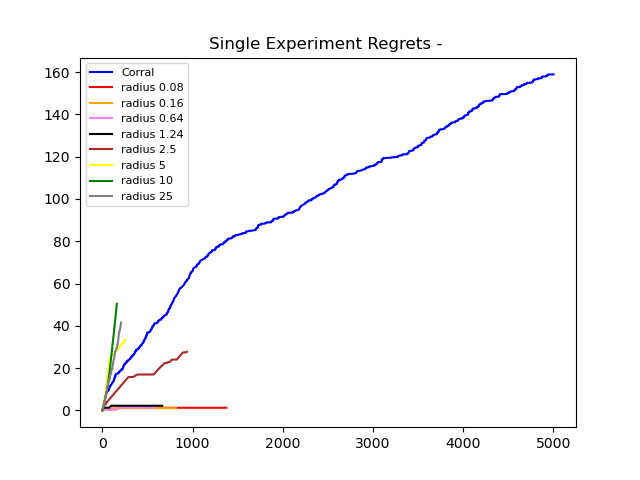 Single Experiment Regrets -
160
140
120
100
80
60
40
20
0
Corral
radius 0.08
radius 0.16
radius 0.64
radius 1.24
radius 2.5
radius 5
radius 10
radius 25
0 1000 2000 3000 4000 5000